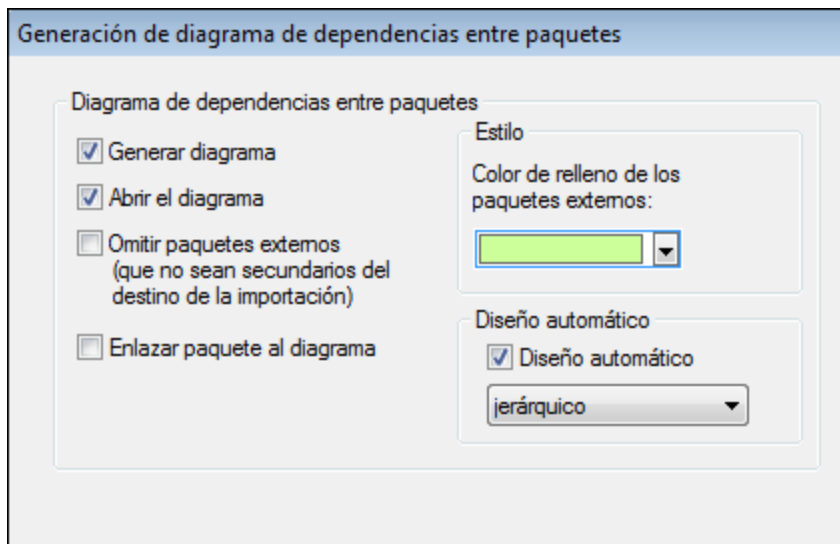 Generación de diagrama de dependencias entre paquetes
Diagrama de dependencias entre paquetes
Generar diagrama
Abrir el diagrama
Omitir paquetes externos
(que no sean secundarios del
destino de la importación)
Enlazar paquete al diagrama
Estilo
Color de relleno de los
paquetes externos:
Diseño automático
Diseño automático
jerárquico